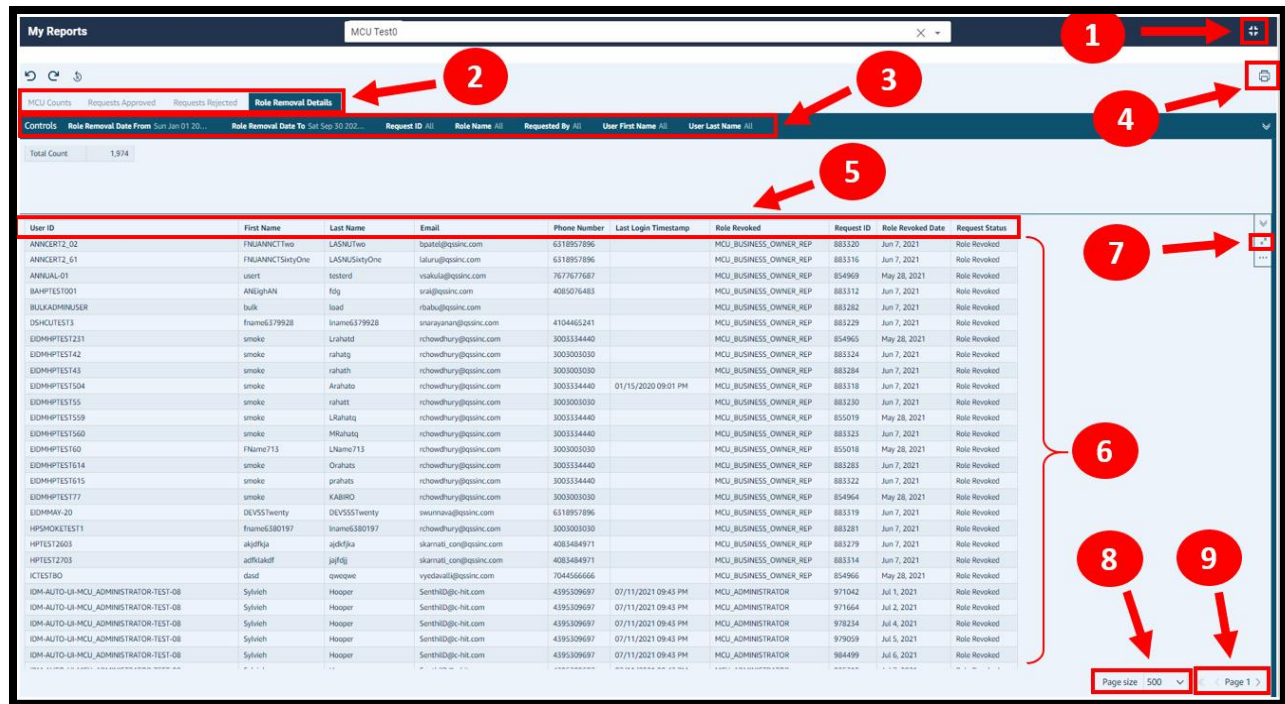 My Reports MCU Test0 1
2 3 4
MCU Counts Requests Approved Requests Rejected Role Removal Details
Controls Role Removal Date From Sun Jan 01 20... Role Removal Date To Sat Sep 30 202... Request ID All Role Name All Requested By All User First Name All User Last Name All
Total Count 1,974
5
User ID First Name Last Name Email Phone Number Last Login Timestamp Role Revoked Request ID Role Revoked Date Request Status
ANNCERT2_02 FNUANNCTTwo LASNUTwo bpatel@qssinc.com 6318957896 MCU_BUSINESS_OWNER_REP 883320 Jun 7, 2021 Role Revoked
ANNCERT2_61 FNUANNCTSixtyOne LASNUSixtyOne laluru@qssinc.com 6318957896 MCU_BUSINESS_OWNER_REP 883316 Jun 7, 2021 Role Revoked
7
ANNUAL-01 usert testerd vsakula@qssinc.com 7677677687 MCU_BUSINESS_OWNER_REP 854969 May 28, 2021 Role Revoked
BAHPTEST001 ANEighAN fdg srai@qssinc.com 4085076483 MCU_BUSINESS_OWNER_REP 883312 Jun 7, 2021 Role Revoked
BULKADMINUSER bulk load rbabu@qssinc.com MCU_BUSINESS_OWNER_REP 883282 Jun 7, 2021 Role Revoked
DSHCUTEST3 fname6379928 lname6379928 snarayanan@qssinc.com 4104465241 MCU_BUSINESS_OWNER_REP 883229 Jun 7, 2021 Role Revoked
EIDMHPTEST231 smoke Lrahatd rchowdhury@qssinc.com 3003334440 MCU_BUSINESS_OWNER_REP 854965 May 28, 2021 Role Revoked
EIDMHPTEST42 smoke rahatg rchowdhury@qssinc.com 3003003030 MCU_BUSINESS_OWNER_REP 883324 Jun 7, 2021 Role Revoked
EIDMHPTEST43 smoke rahath rchowdhury@qssinc.com 3003003030 MCU_BUSINESS_OWNER_REP 883284 Jun 7, 2021 Role Revoked
EIDMHPTEST504 smoke Arahato rchowdhury@qssinc.com 3003334440 01/15/2020 09:01 PM MCU_BUSINESS_OWNER_REP 883318 Jun 7, 2021 Role Revoked
EIDMHPTEST55 smoke rahatt rchowdhury@qssinc.com 3003003030 MCU_BUSINESS_OWNER_REP 883230 Jun 7, 2021 Role Revoked
EIDMHPTEST559 smoke LRahatq rchowdhury@qssinc.com 3003334440 MCU_BUSINESS_OWNER_REP 855019 May 28, 2021 Role Revoked
EIDMHPTEST560 smoke MRahatq rchowdhury@qssinc.com 3003334440 MCU_BUSINESS_OWNER_REP 883323 Jun 7, 2021 Role Revoked
EIDMHPTEST60 FName713 LName713 rchowdhury@qssinc.com 3003003030 MCU_BUSINESS_OWNER_REP 855018 May 28, 2021 Role Revoked
6
EIDMHPTEST614 smoke Orahats rchowdhury@qssinc.com 3003334440 MCU_BUSINESS_OWNER_REP 883283 Jun 7, 2021 Role Revoked
EIDMHPTEST615 smoke prahats rchowdhury@qssinc.com 3003334440 MCU_BUSINESS_OWNER_REP 883322 Jun 7, 2021 Role Revoked
EIDMHPTEST77 smoke KABIRO rchowdhury@qssinc.com 3003003030 MCU_BUSINESS_OWNER_REP 854964 May 28, 2021 Role Revoked
EIDMMAY-20 DEVSSTwenty DEVSSSTwenty swunnava@qssinc.com 6318957896 MCU_BUSINESS_OWNER_REP 883319 Jun 7, 2021 Role Revoked
HPSMOKETEST1 fname6380197 lname6380197 rchowdhury@qssinc.com 3003003030 MCU_BUSINESS_OWNER_REP 883281 Jun 7, 2021 Role Revoked
HPTEST2603 akjdfkja ajdkfjka skarnati_con@qssinc.com 4083484971 MCU_BUSINESS_OWNER_REP 883279 Jun 7, 2021 Role Revoked
HPTEST2703 adfklakdf jajfdjj skarnati_con@qssinc.com 4083484971 MCU_BUSINESS_OWNER_REP 883314 Jun 7, 2021 Role Revoked
8 9
ICTESTBO dasd qweqwe vyedavalli@qssinc.com 7044566666 MCU_BUSINESS_OWNER_REP 854966 May 28, 2021 Role Revoked
IDM-AUTO-UI-MCU_ADMINISTRATOR-TEST-08 Sylvieh Hooper SenthilD@c-hit.com 4395309697 07/11/2021 09:43 PM MCU_ADMINISTRATOR 971042 Jul 1, 2021 Role Revoked
IDM-AUTO-UI-MCU_ADMINISTRATOR-TEST-08 Sylvieh Hooper SenthilD@c-hit.com 4395309697 07/11/2021 09:43 PM MCU_ADMINISTRATOR 971664 Jul 2, 2021 Role Revoked
IDM-AUTO-UI-MCU_ADMINISTRATOR-TEST-08 Sylvieh Hooper SenthilD@c-hit.com 4395309697 07/11/2021 09:43 PM MCU_ADMINISTRATOR 978234 Jul 4, 2021 Role Revoked
IDM-AUTO-UI-MCU_ADMINISTRATOR-TEST-08 Sylvieh Hooper SenthilD@c-hit.com 4395309697 07/11/2021 09:43 PM MCU_ADMINISTRATOR 979059 Jul 5, 2021 Role Revoked
IDM-AUTO-UI-MCU_ADMINISTRATOR-TEST-08 Sylvieh Hooper SenthilD@c-hit.com 4395309697 07/11/2021 09:43 PM MCU_ADMINISTRATOR 984499 Jul 6, 2021 Role Revoked
Page size 500 Page 1